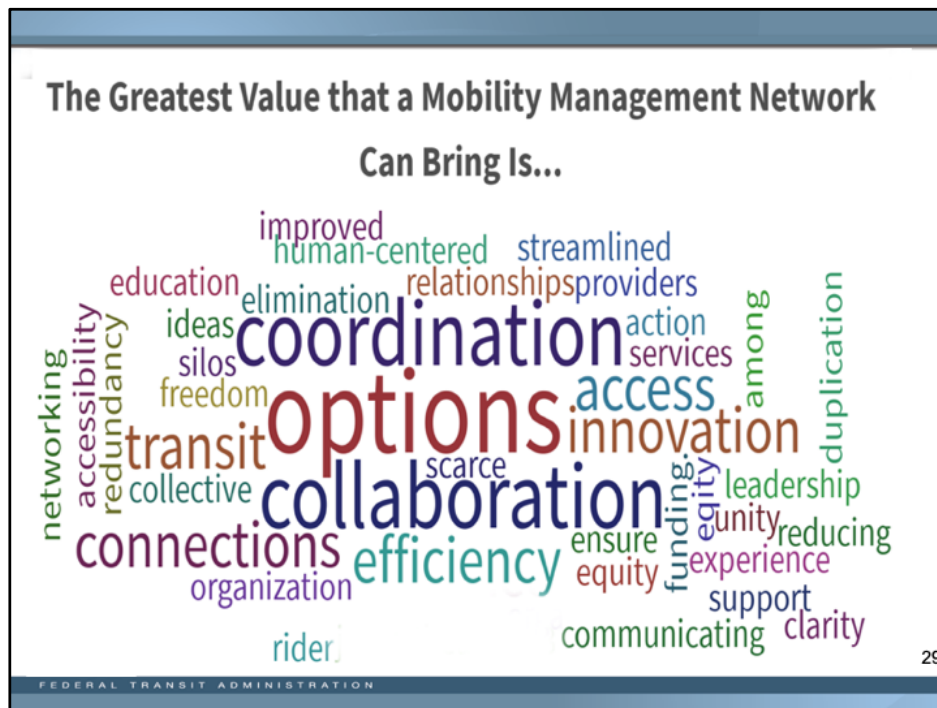 The Greatest Value that a Mobility Management Network
Can Bring Is...
improved
human-centered
streamlined
education
relationships
providers
elimination
ideas
coordination
action
silos
services
freedom
options
access
among
duplication
networking
accessibility
redundancy
transit
innovation
scarce
collective
collaboration
funding.
equity
leadership
unity
reducing
connections
efficiency
ensure
equity
experience
organization
support
communicating
clarity
rider
29
FEDERAL TRANSIT ADMINISTRATION